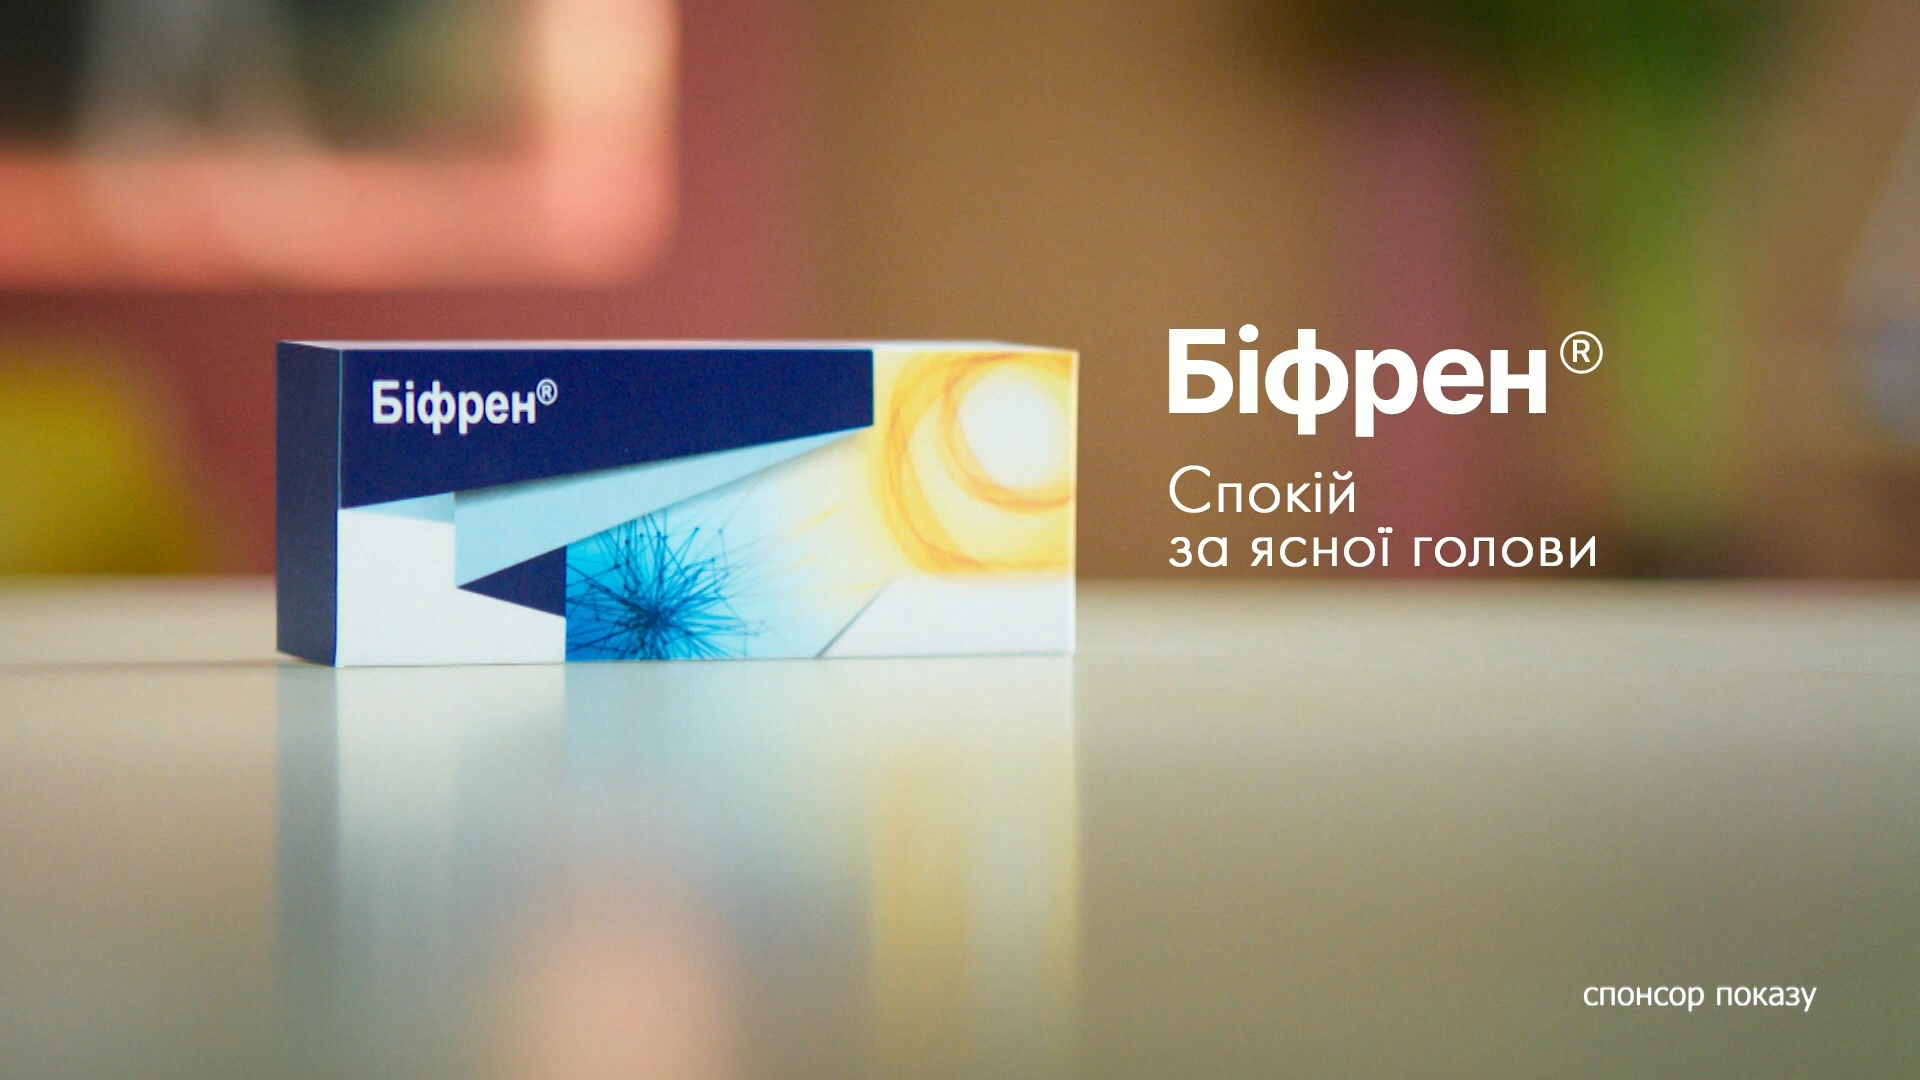 Біфрен®
Біфрен®
Спокій
за ясної голови
спонсор показу